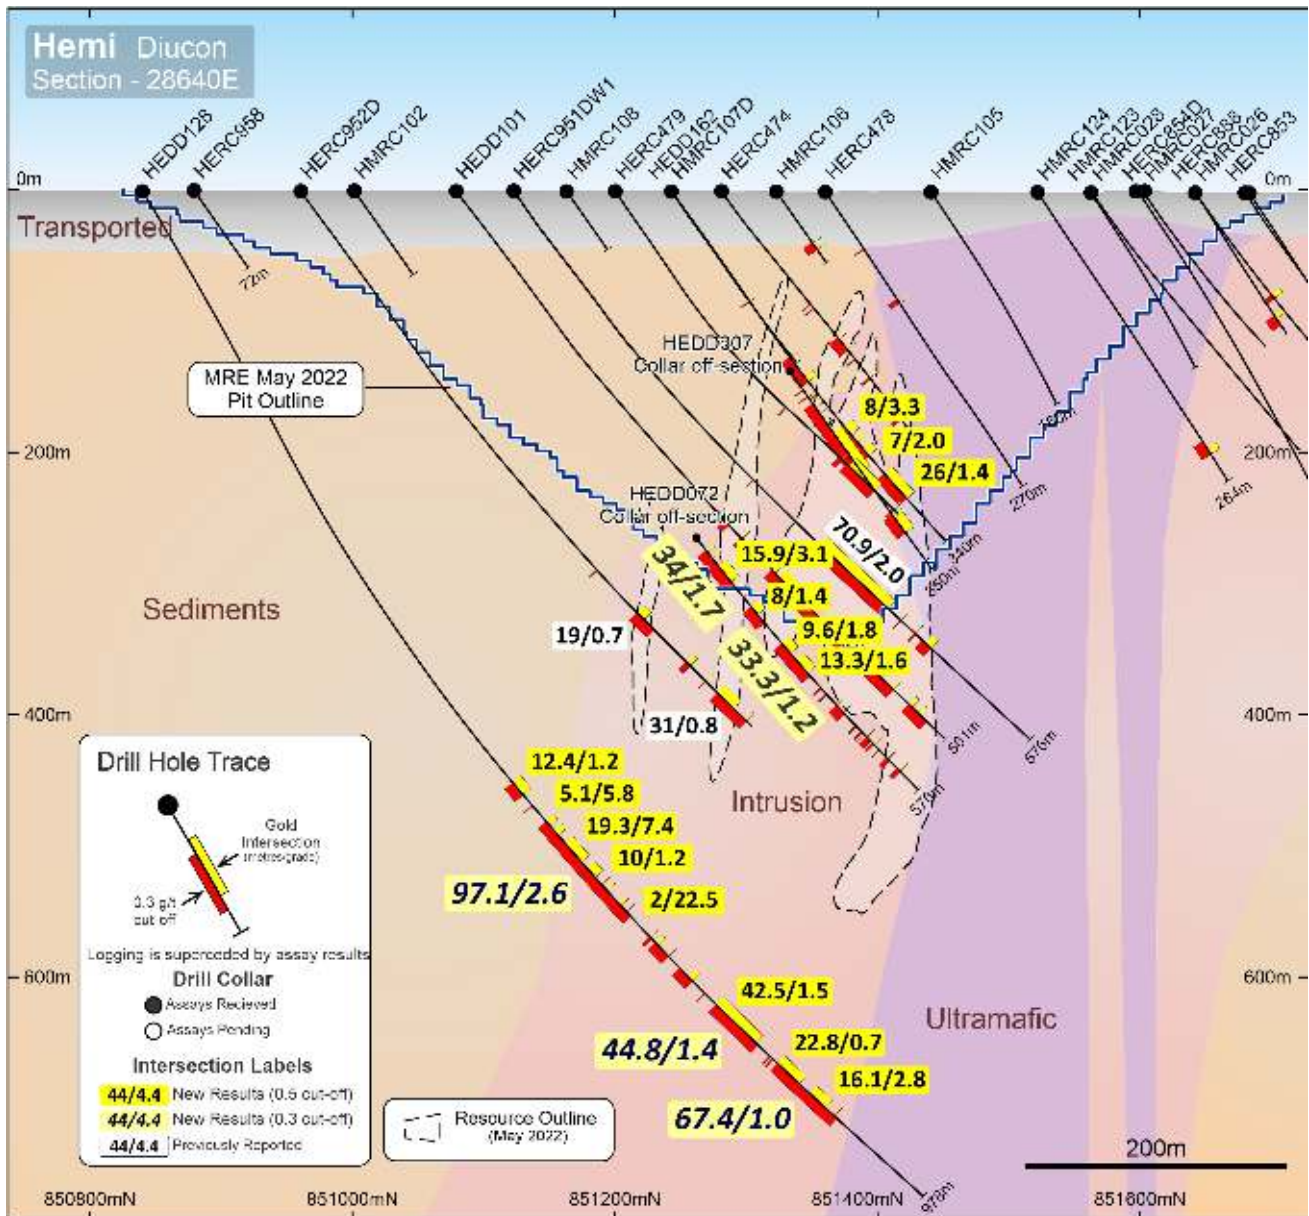 Hemi Diucon
Section - 28640E
HEDD128
HERC958
HERC952D
HMRC102
HEDD101
HERC951DW1
HMRC108
HERC479
HEDD162
HMRC107D
HERC474
HMRC106
HERC478
HMRC105
HMRC124
HMRC123
HMRC028
HERC854D
HMRC027
HERC888
HMRC026
HERC853
0m
0m
Transported
72m
MRE May 2022
Pit Outline
HEDD307
Collar off-section
8/3.3
7/2.0
26/1.4
200m
200m
270m
264m
HEDD072
Collar off-section
70.9/2.0
340m
350m
34/1.7
15.9/3.1
8/1.4
9.6/1.8
13.3/1.6
33.3/1.2
Sediments
19/0.7
31/0.8
400m
400m
Drill Hole Trace
Gold
Intersection
(metres/grade)
0.3 g/t
cut off
Logging is superceded by assay results
Drill Collar
Assays Recieved
Assays Pending
Intersection Labels
44/4.4 New Results (0.5 cut-off)
44/4.4 New Results (0.3 cut-off)
44/4.4 Previously Reported
12.4/1.2
5.1/5.8
19.3/7.4
10/1.2
2/22.5
97.1/2.6
Intrusion
600m
600m
42.5/1.5
44.8/1.4
22.8/0.7
16.1/2.8
67.4/1.0
Ultramafic
Resource Outline
(May 2022)
200m
850800mN
851000mN
851200mN
851400mN
851600mN